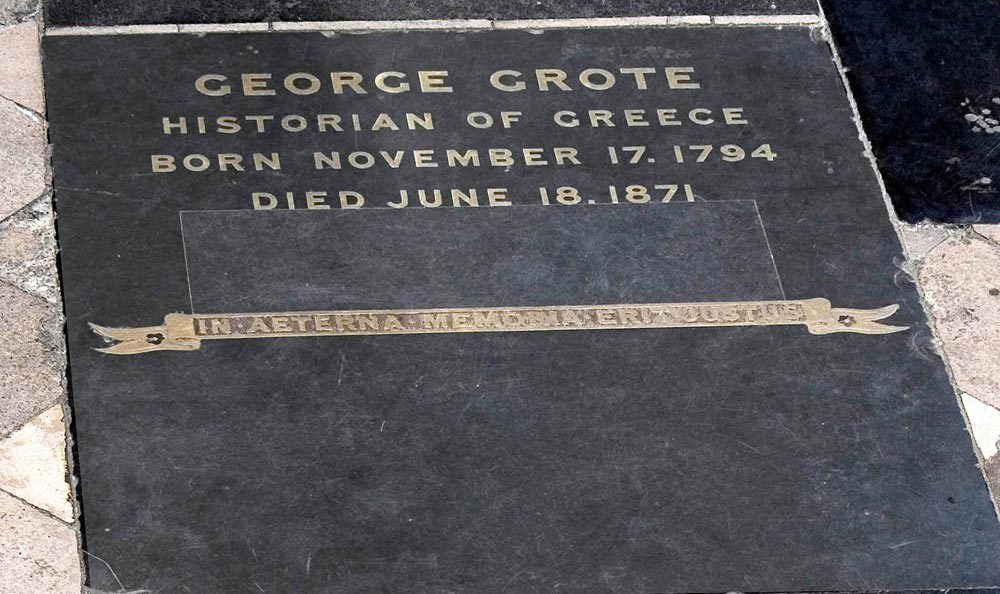 GEORGE GROTE
HISTORIAN OF GREECE
BORN NOVEMBER 17. 1794
DIED JUNE 18. 1871
IN AETERNA MEMORIA ERIT JUSTUS